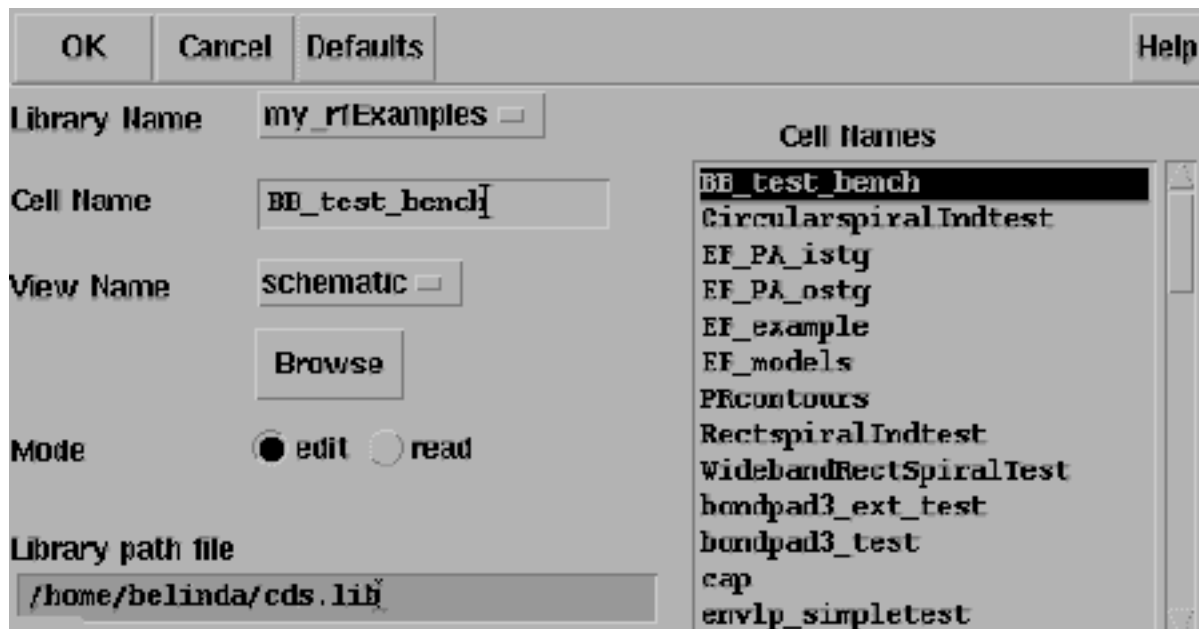 OK Cancel Defaults Help
Library Name my_rfExamples
Cell Name BB_test_bench
View Name schematic
Browse
Mode edit read
Library path file
/home/belinda/cds.lib
Cell Names
BB_test_bench
CircularspiralIndtest
EF_PA_istg
EF_PA_ostg
EF_example
EF_models
PRcontours
RectspiralIndtest
WidebandRectSpiralTest
bondpad3_ext_test
bondpad3_test
cap
envlp_simpletest